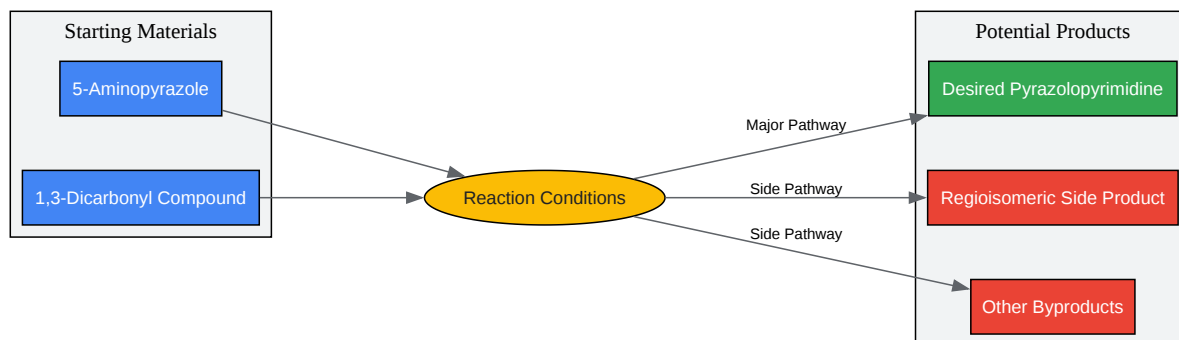 Starting Materials
5-Aminopyrazole
1,3-Dicarbonyl Compound
Reaction Conditions
Major Pathway
Side Pathway
Side Pathway
Potential Products
Desired Pyrazolopyrimidine
Regioisomeric Side Product
Other Byproducts